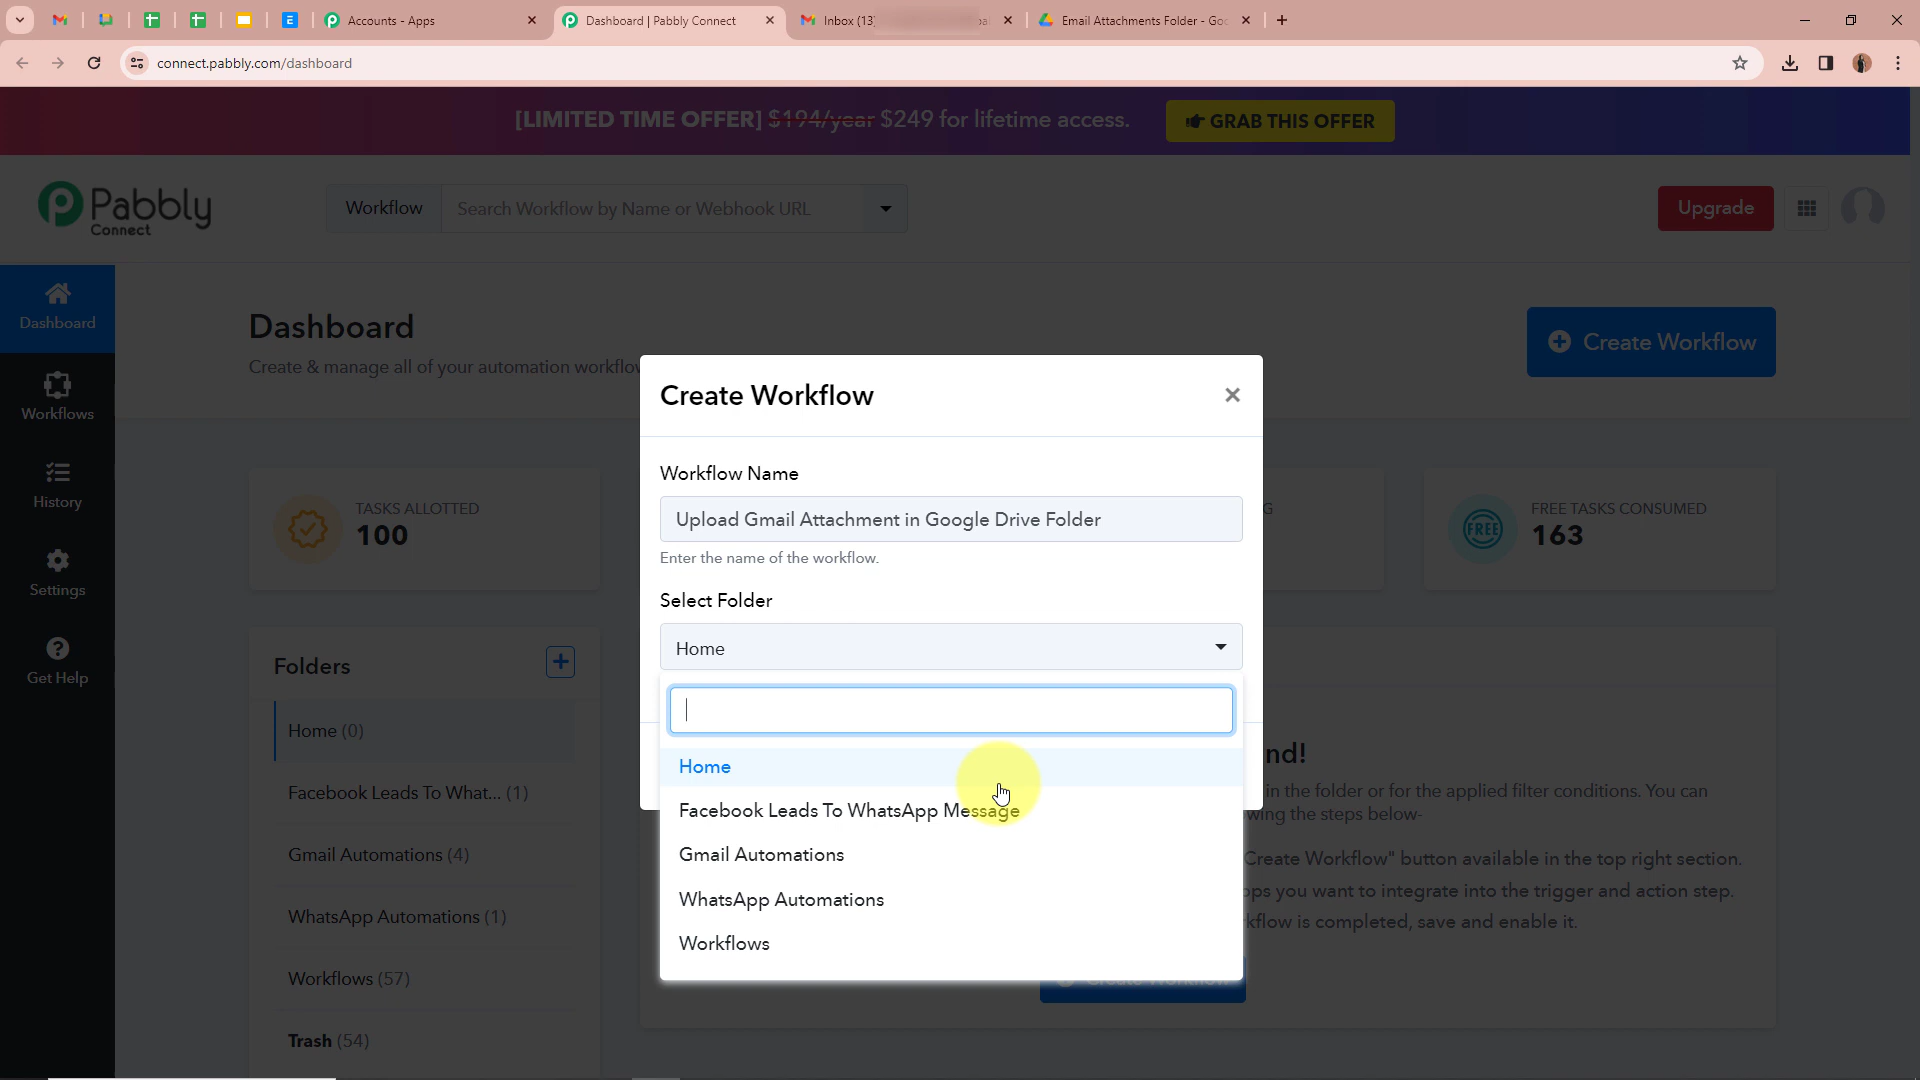 Accounts - Apps
Dashboard | Pabbly Connect
Inbox (13)
Email Attachments Folder - Goo
connect.pabbly.com/dashboard
[LIMITED TIME OFFER] $194/year $249 for lifetime access.
GRAB THIS OFFER
Pabbly
Connect
Workflow
Search Workflow by Name or Webhook URL
Upgrade
Dashboard
Workflows
History
Settings
Get Help
Dashboard
Create & manage all of your automation workflow
Create Workflow
TASKS ALLOTTED
100
G
FREE
FREE TASKS CONSUMED
163
Folders
Home (0)
Facebook Leads To What... (1)
Gmail Automations (4)
WhatsApp Automations (1)
Workflows (57)
Trash (54)
Create Workflow
Workflow Name
Upload Gmail Attachment in Google Drive Folder
Enter the name of the workflow.
Select Folder
Home
Home
Facebook Leads To WhatsApp Message
Gmail Automations
WhatsApp Automations
Workflows
nd!
in the folder or for the applied filter conditions. You can
wing the steps below-
Create Workflow" button available in the top right section.
ps you want to integrate into the trigger and action step.
kflow is completed, save and enable it.
Create Workflow